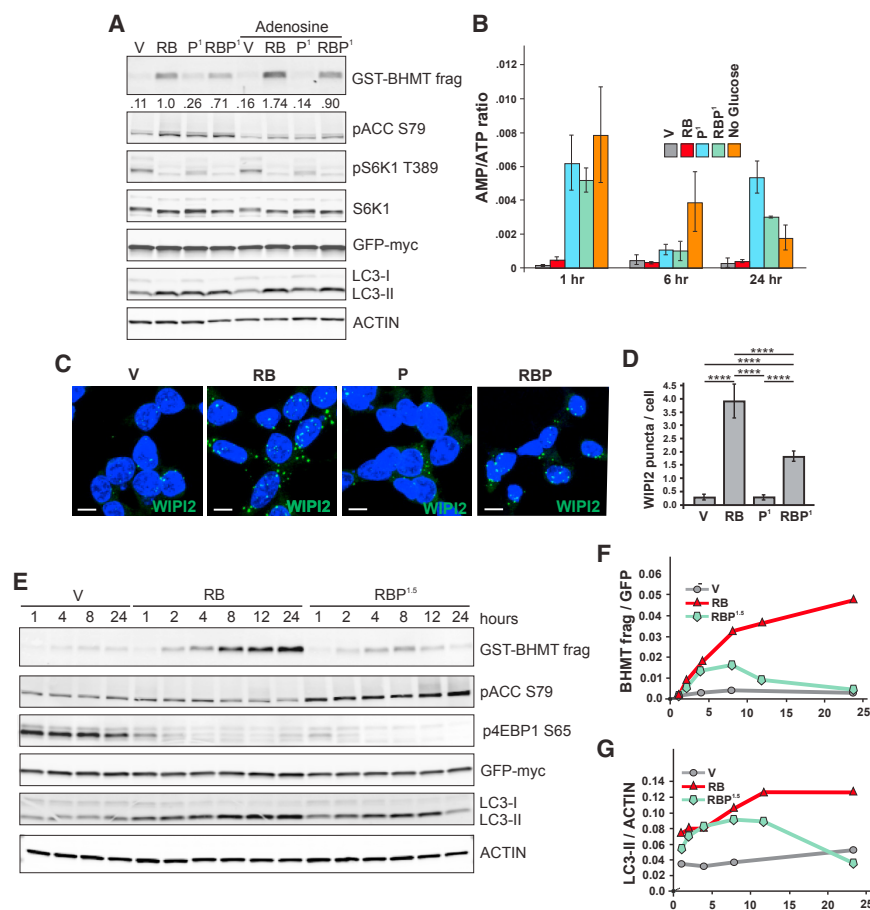 A
Adenosine
V RB P¹ RBP¹ V RB P¹ RBP¹
GST-BHMT frag
.11 1.0 .26 .71 .16 1.74 .14 .90
pACC S79
pS6K1 T389
S6K1
GFP-myc
LC3-I
LC3-II
ACTIN
B
AMP/ATP ratio
.012
.010
.008
.006
.004
.002
0
V
RB
P¹
RBP¹
No Glucose
1 hr 6 hr 24 hr
C
V RB P RBP
WIPI2 WIPI2 WIPI2 WIPI2
D
WIPI2 puncta / cell
4.5
4.0
3.5
3.0
2.5
2.0
1.5
1.0
0.5
0
****
****
**** **** ****
V RB P¹ RBP¹
E
V RB RBP¹·⁵
1 4 8 24 1 2 4 8 12 24 1 2 4 8 12 24 hours
GST-BHMT frag
pACC S79
p4EBP1 S65
GFP-myc
LC3-I
LC3-II
ACTIN
F
BHMT frag / GFP
0.06
0.05
0.04
0.03
0.02
0.01
0.0
V
RB
RBP¹·⁵
0 5 10 15 20 25
G
LC3-II / ACTIN
0.14
0.12
0.10
0.08
0.06
0.04
0.02
0.0
V
RB
RBP¹·⁵
0 5 10 15 20 25